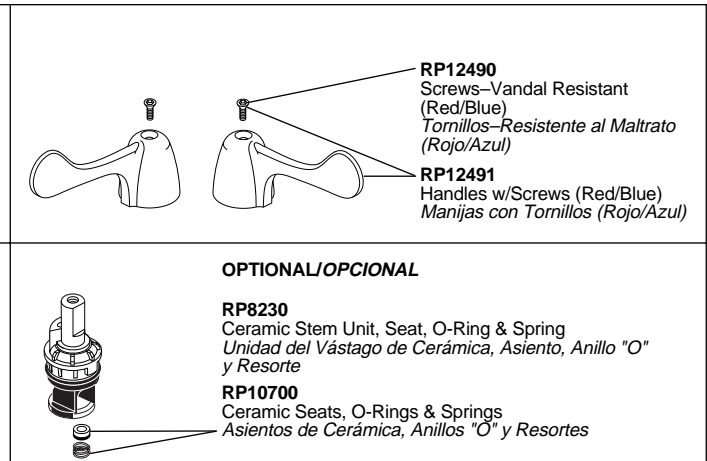 RP12490
Screws–Vandal Resistant
(Red/Blue)
Tornillos–Resistente al Maltrato
(Rojo/Azul)
RP12491
Handles w/Screws (Red/Blue)
Manijas con Tornillos (Rojo/Azul)
OPTIONAL/OPCIONAL
RP8230
Ceramic Stem Unit, Seat, O-Ring & Spring
Unidad del Vástago de Cerámica, Asiento, Anillo "O"
y Resorte
RP10700
Ceramic Seats, O-Rings & Springs
Asientos de Cerámica, Anillos "O" y Resortes